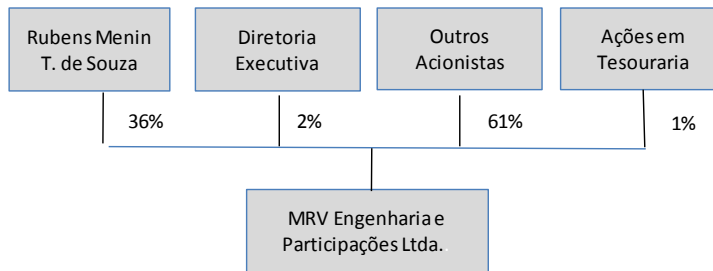 Rubens Menin
T. de Souza
Diretoria
Executiva
Outros
Acionistas
Ações em
Tesouraria
36%
2%
61%
1%
MRV Engenharia e
Participações Ltda..